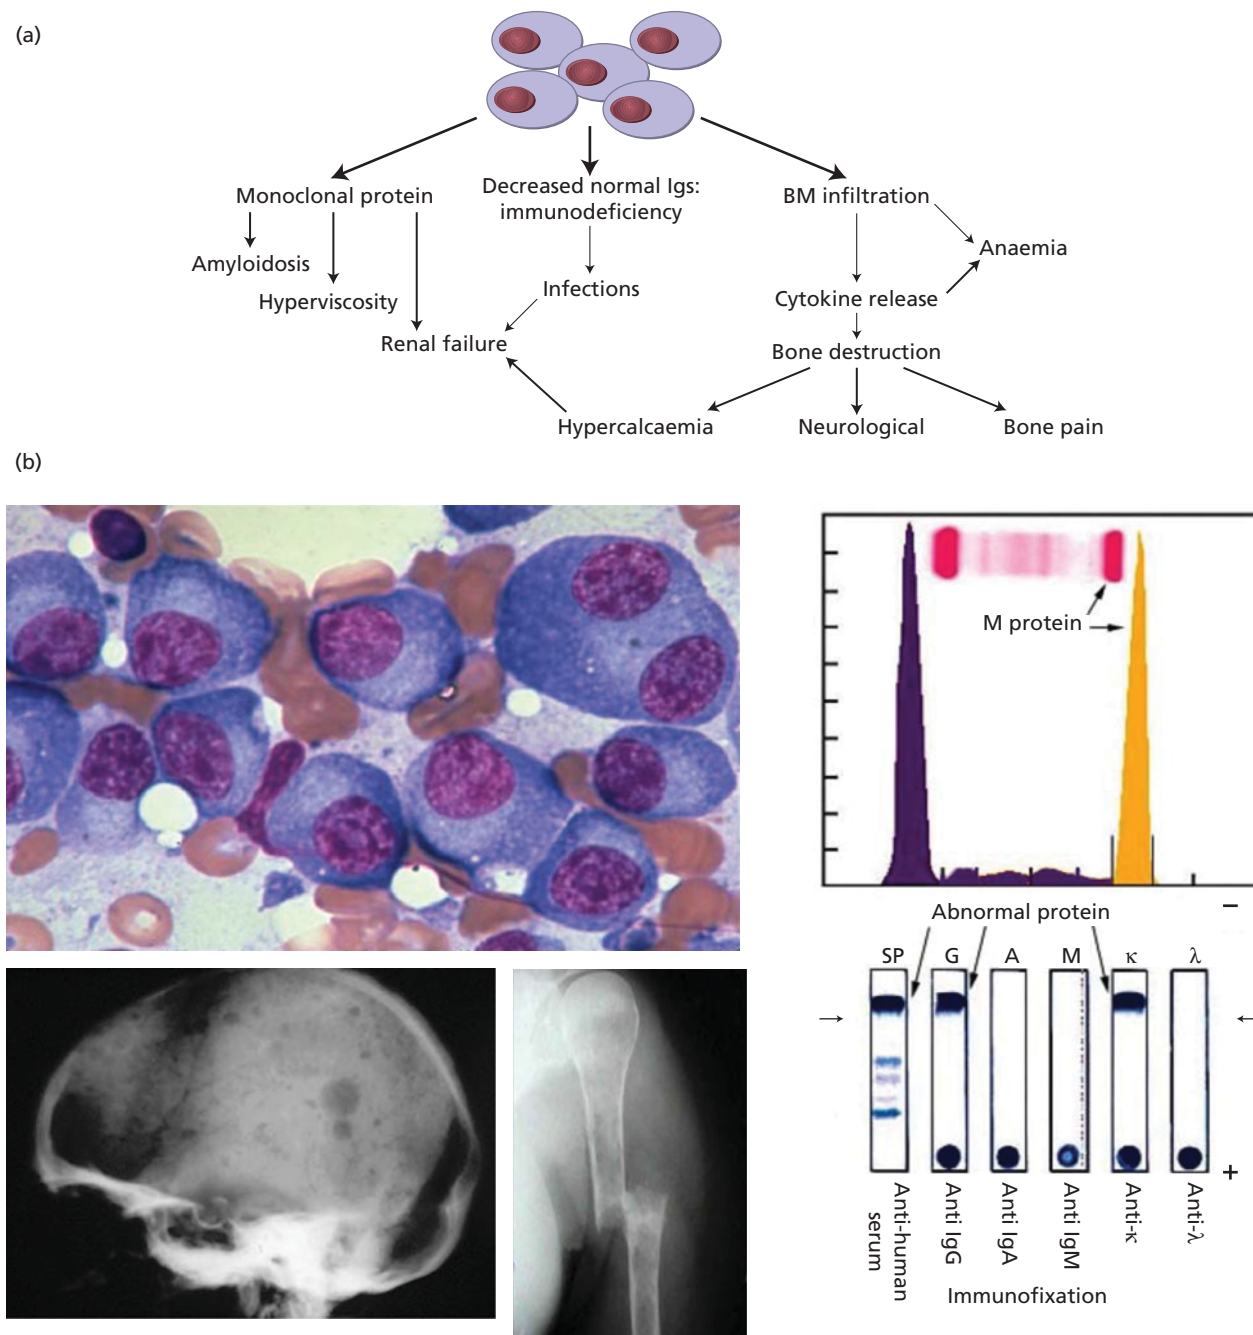 (a)
Monoclonal protein
Decreased normal Igs:
immunodeficiency
BM infiltration
Amyloidosis
Anaemia
Hyperviscosity
Infections
Cytokine release
Renal failure
Bone destruction
Hypercalcaemia
Neurological
Bone pain
(b)
M protein
−
Abnormal protein
SP G A M κ λ
+
Anti-human
serum
Anti IgG
Anti IgA
Anti IgM
Anti-κ
Anti-λ
Immunofixation